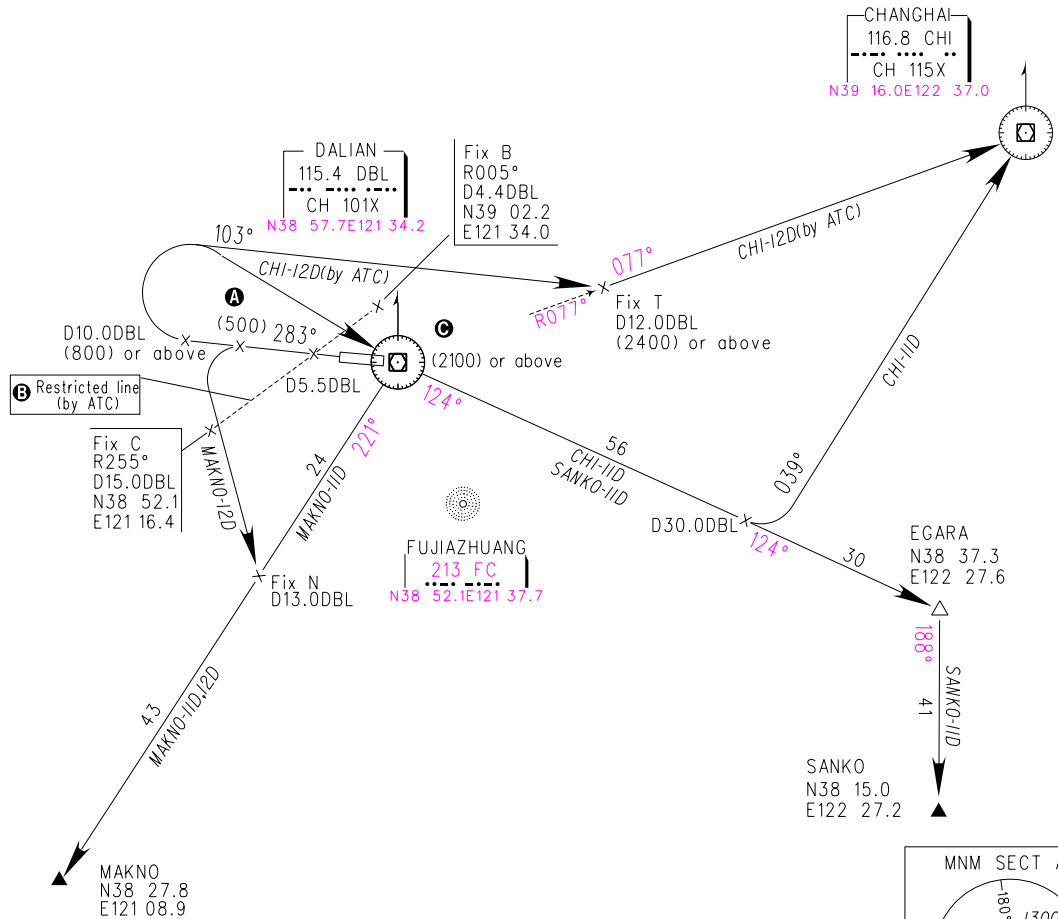 CHANGHAI
116.8 CHI
CH 115X
N39 16.0E122 37.0
DALIAN
115.4 DBL
CH 101X
N38 57.7E121 34.2
Fix B
R005°
D4.4DBL
N39 02.2
E121 34.0
103°
CHI-12D(by ATC)
077°
CHI-12D(by ATC)
R077°
Fix T
D12.0DBL
(2400) or above
A
(500)
283°
D10.0DBL
(800) or above
D5.5DBL
C
(2100) or above
B Restricted line
(by ATC)
Fix C
R255°
D15.0DBL
N38 52.1
E121 16.4
MAKNO-12D
24
MAKNO-11D
221°
124°
56
CHI-11D
SANKO-11D
CHI-11D
039°
D30.0DBL
124°
30
EGARA
N38 37.3
E122 27.6
FUJIAZHUANG
213 FC
N38 52.1E121 37.7
Fix N
D13.0DBL
43
MAKNO-11D,12D
188°
SANKO-11D
41
SANKO
N38 15.0
E122 27.2
MAKNO
N38 27.8
E121 08.9
MNM SECT
180°